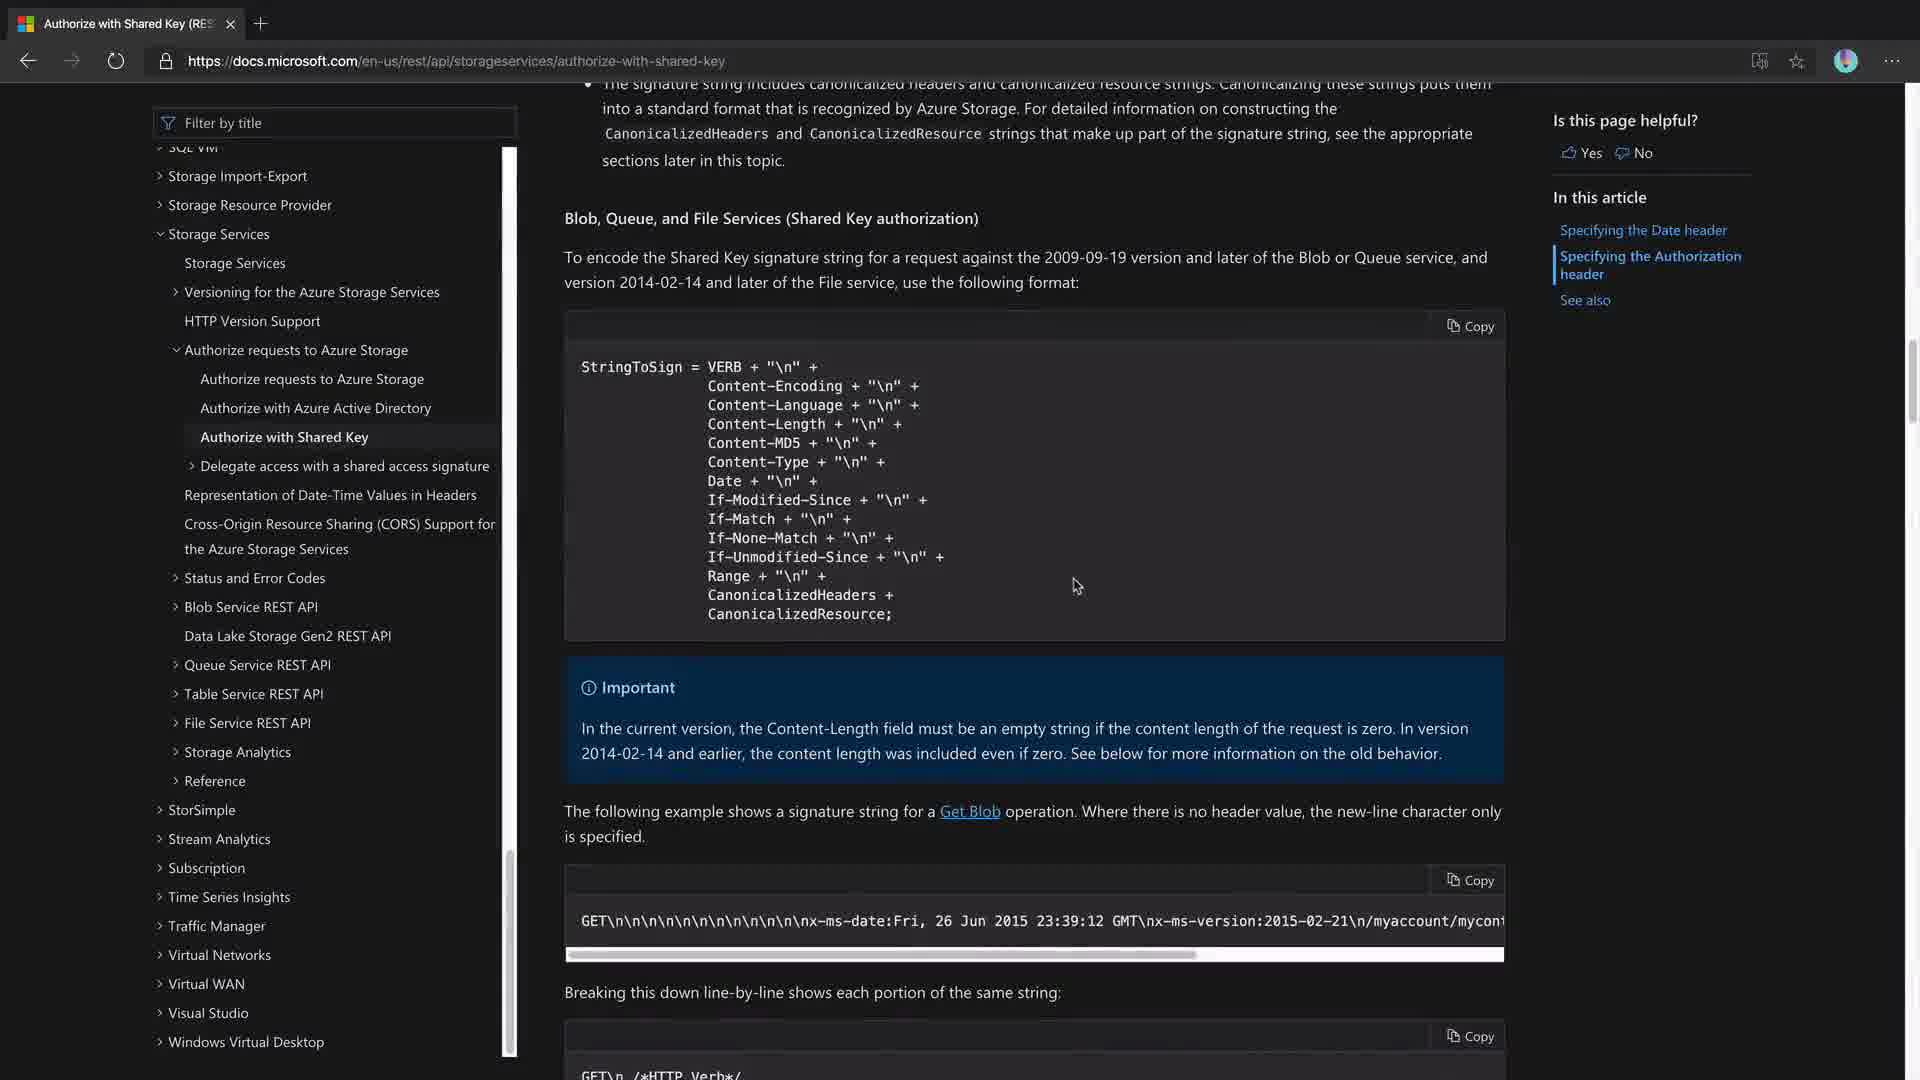 Authorize with Shared Key (RES
https://docs.microsoft.com/en-us/rest/api/storageservices/authorize-with-shared-key
Filter by title
SQL VM
Storage Import-Export
Storage Resource Provider
Storage Services
Storage Services
Versioning for the Azure Storage Services
HTTP Version Support
Authorize requests to Azure Storage
Authorize requests to Azure Storage
Authorize with Azure Active Directory
Authorize with Shared Key
Delegate access with a shared access signature
Representation of Date-Time Values in Headers
Cross-Origin Resource Sharing (CORS) Support for
the Azure Storage Services
Status and Error Codes
Blob Service REST API
Data Lake Storage Gen2 REST API
Queue Service REST API
Table Service REST API
File Service REST API
Storage Analytics
Reference
StorSimple
Stream Analytics
Subscription
Time Series Insights
Traffic Manager
Virtual Networks
Virtual WAN
Visual Studio
Windows Virtual Desktop
The signature string includes canonicalized headers and canonicalized resource strings. Canonicalizing these strings puts them
into a standard format that is recognized by Azure Storage. For detailed information on constructing the
CanonicalizedHeaders and CanonicalizedResource strings that make up part of the signature string, see the appropriate
sections later in this topic.
Blob, Queue, and File Services (Shared Key authorization)
To encode the Shared Key signature string for a request against the 2009-09-19 version and later of the Blob or Queue service, and
version 2014-02-14 and later of the File service, use the following format:
Copy
StringToSign = VERB + "\n" +
Content-Encoding + "\n" +
Content-Language + "\n" +
Content-Length + "\n" +
Content-MD5 + "\n" +
Content-Type + "\n" +
Date + "\n" +
If-Modified-Since + "\n" +
If-Match + "\n" +
If-None-Match + "\n" +
If-Unmodified-Since + "\n" +
Range + "\n" +
CanonicalizedHeaders +
CanonicalizedResource;
Important
In the current version, the Content-Length field must be an empty string if the content length of the request is zero. In version
2014-02-14 and earlier, the content length was included even if zero. See below for more information on the old behavior.
The following example shows a signature string for a Get Blob operation. Where there is no header value, the new-line character only
is specified.
Copy
GET\n\n\n\n\n\n\n\n\n\n\n\nx-ms-date:Fri, 26 Jun 2015 23:39:12 GMT\nx-ms-version:2015-02-21\n/myaccount/mycont
Breaking this down line-by-line shows each portion of the same string:
Copy
GET\n /*HTTP Verb*/
Is this page helpful?
Yes No
In this article
Specifying the Date header
Specifying the Authorization
header
See also